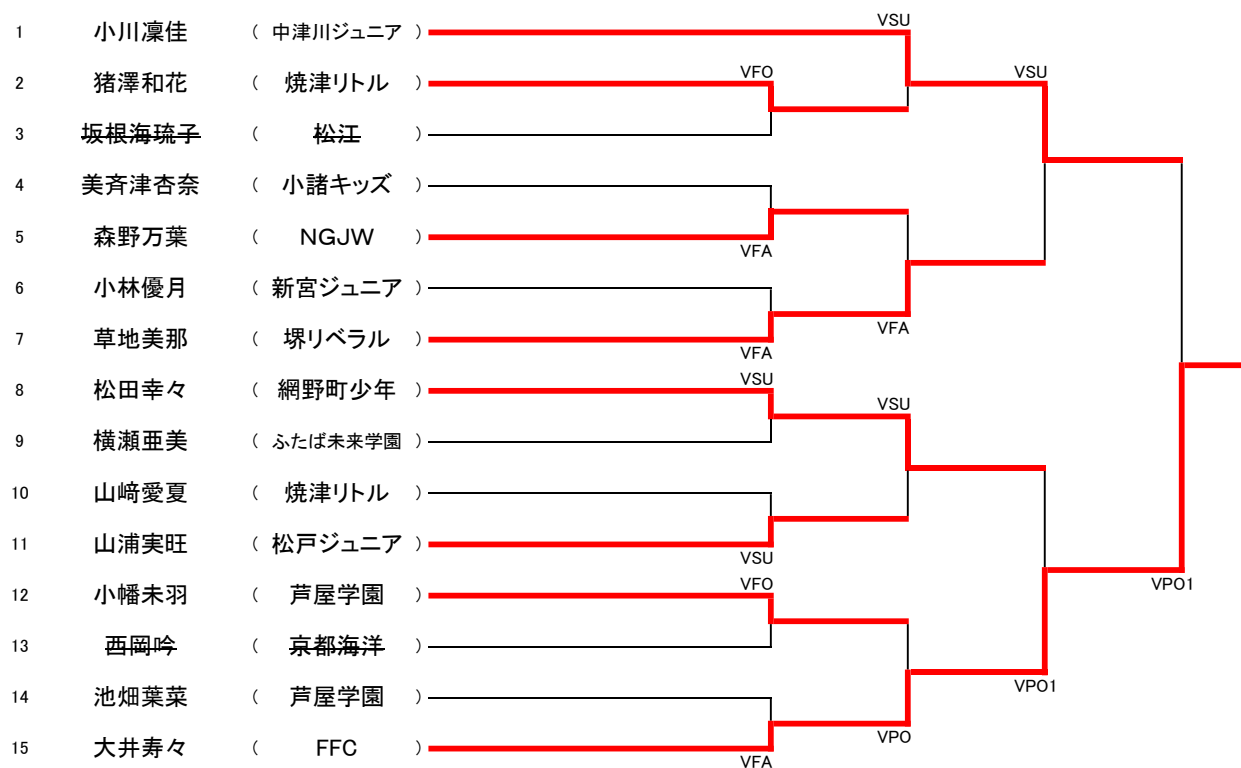 1 小川凜佳 ( 中津川ジュニア ) VSU
2 猪澤和花 ( 焼津リトル ) VFO VSU
3 坂根海琉子 ( 松江 )
4 美斉津杏奈 ( 小諸キッズ )
5 森野万葉 ( NGJW ) VFA
6 小林優月 ( 新宮ジュニア )
7 草地美那 ( 堺リベラル ) VFA VFA
8 松田幸々 ( 網野町少年 ) VSU VSU
9 横瀬亜美 ( ふたば未来学園 )
10 山﨑愛夏 ( 焼津リトル )
11 山浦実旺 ( 松戸ジュニア ) VSU
12 小幡未羽 ( 芦屋学園 ) VFO VPO1
13 西岡吟 ( 京都海洋 )
14 池畑葉菜 ( 芦屋学園 ) VPO1
15 大井寿々 ( FFC ) VFA VPO